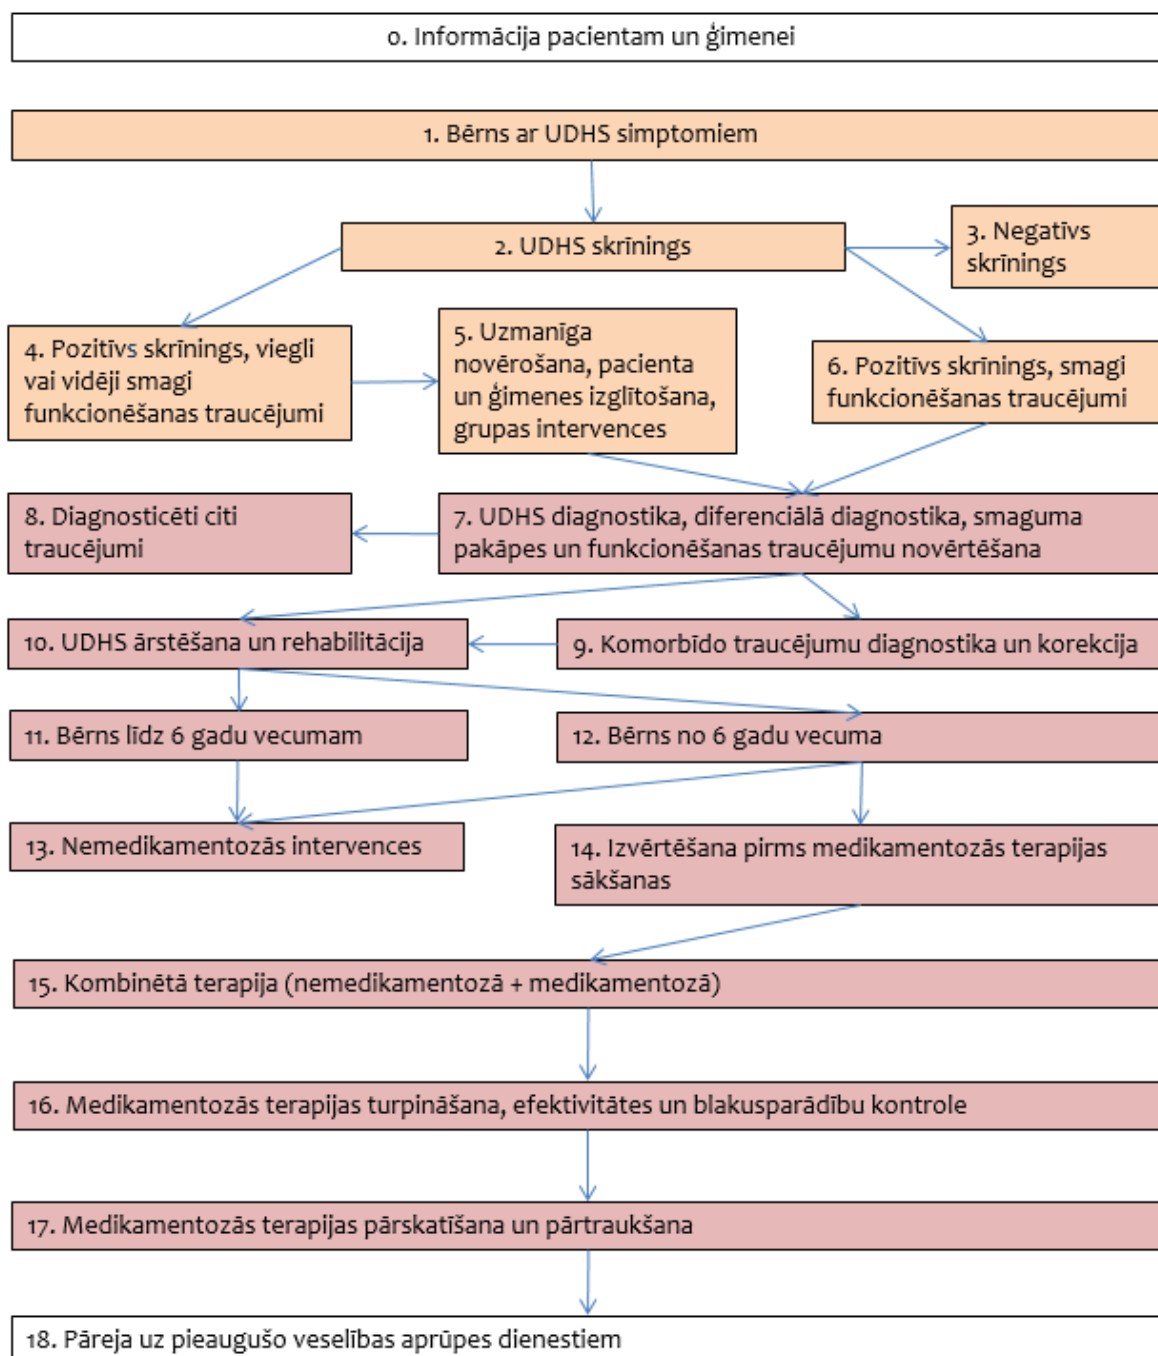 0. Informācija pacientam un ģimenei
1. Bērns ar UDHS simptomiem
2. UDHS skrīnings
3. Negatīvs
skrīnings
4. Pozitīvs skrīnings, viegli
vai vidēji smagi
funkcionēšanas traucējumi
5. Uzmanīga
novērošana, pacienta
un ģimenes izglītošana,
grupas intervences
6. Pozitīvs skrīnings, smagi
funkcionēšanas traucējumi
8. Diagnosticēti citi
traucējumi
7. UDHS diagnostika, diferenciālā diagnostika, smaguma
pakāpes un funkcionēšanas traucējumu novērtēšana
10. UDHS ārstēšana un rehabilitācija
9. Komorbīdo traucējumu diagnostika un korekcija
11. Bērns līdz 6 gadu vecumam
12. Bērns no 6 gadu vecuma
13. Nemedikamentozās intervences
14. Izvērtēšana pirms medikamentozās terapijas
sākšanas
15. Kombinētā terapija (nemedikamentozā + medikamentozā)
16. Medikamentozās terapijas turpināšana, efektivitātes un blakusparādību kontrole
17. Medikamentozās terapijas pārskatīšana un pārtraukšana
18. Pāreja uz pieaugušo veselības aprūpes dienestiem